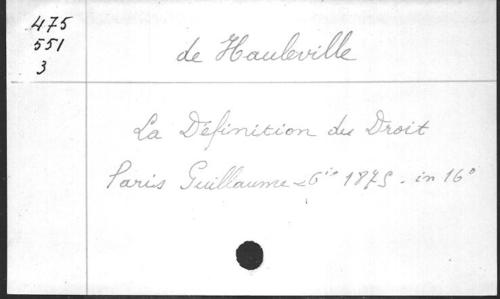 475
551
3
de Hauleville
La Définition du Droit
Paris Guillaume & Cie 1875 - in 16°